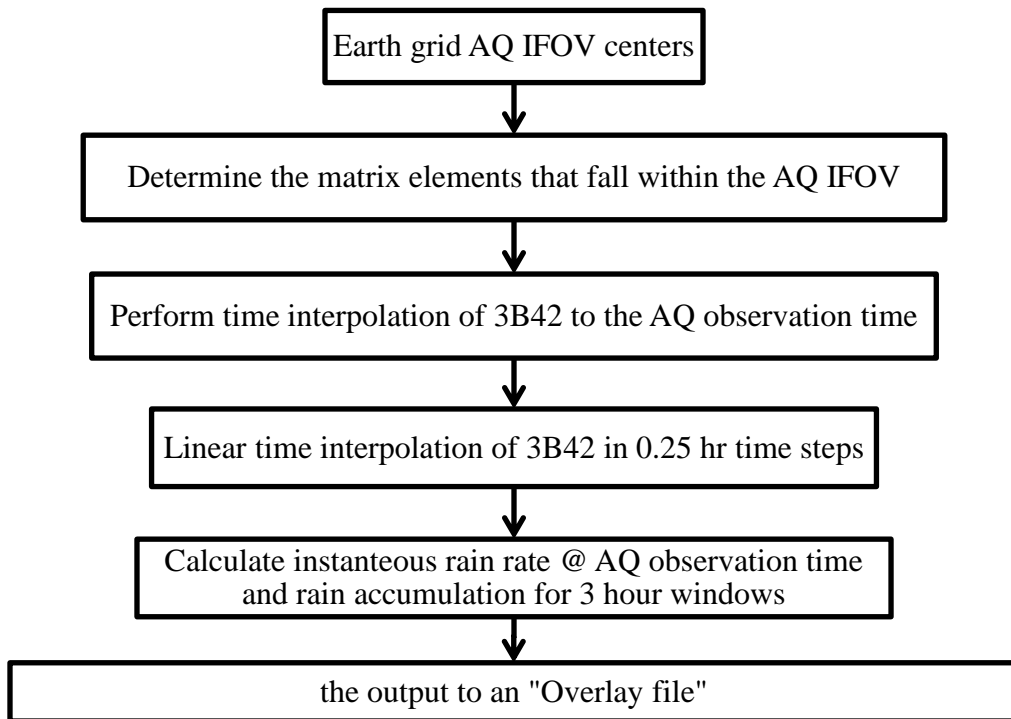 Earth grid AQ IFOV centers
Determine the matrix elements that fall within the AQ IFOV
Perform time interpolation of 3B42 to the AQ observation time
Linear time interpolation of 3B42 in 0.25 hr time steps
Calculate instanteous rain rate @ AQ observation time
and rain accumulation for 3 hour windows
the output to an "Overlay file"